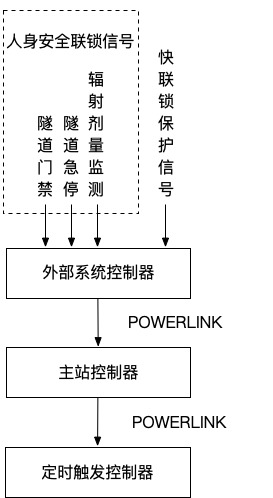 人身安全联锁信号
隧道门禁
隧道急停
辐射剂量监测
快联锁保护信号
外部系统控制器
POWERLINK
主站控制器
POWERLINK
定时触发控制器